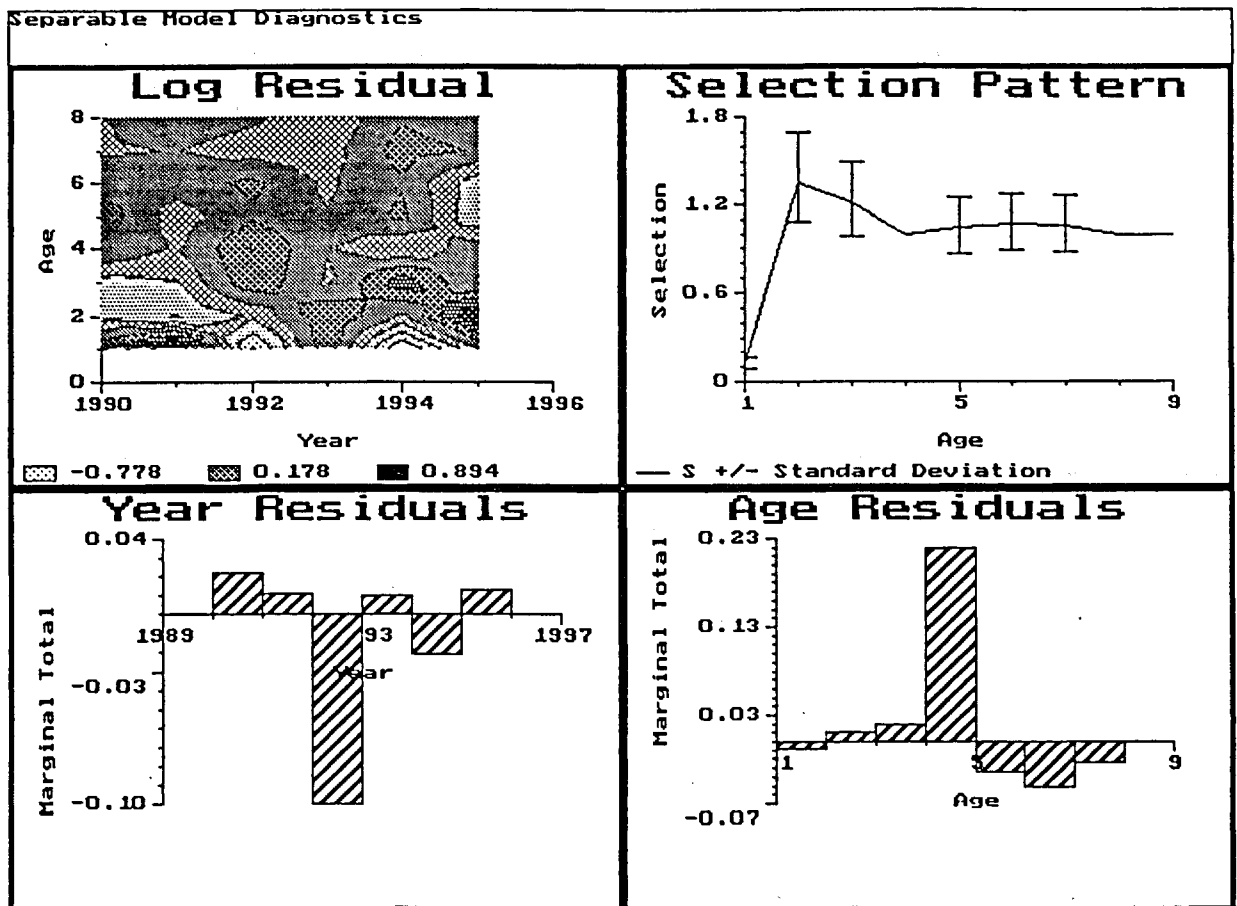 Separable Model Diagnostics
Log Residual
8
6
4
2
0
Age
1990 1992 1994 1996
Year
-0.778 0.178 0.894
Selection Pattern
1.8
1.2
0.6
0
Selection
1 5 9
Age
S +/- Standard Deviation
Year Residuals
0.04
-0.03
-0.10
Marginal Total
1989 93 1997
Year
Age Residuals
0.23
0.13
0.03
-0.07
Marginal Total
1 5 9
Age